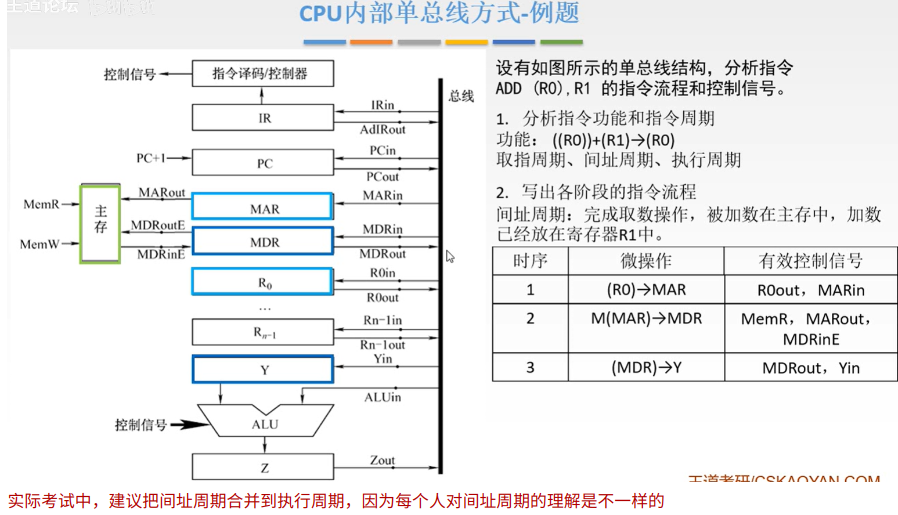 王道论坛
CPU内部单总线方式-例题
控制信号
指令译码/控制器
总线
IR
IRin
AdIRout
PC+1
PC
PCin
PCout
MemR
MemW
主存
MARout
MAR
MARin
MDRoutE
MDRinE
MDR
MDRin
MDRout
R0
R0in
R0out
…
Rn-1
Rn-1in
Rn-1out
Y
Yin
ALUin
控制信号
ALU
Z
Zout
设有如图所示的单总线结构，分析指令
ADD (R0),R1 的指令流程和控制信号。
1. 分析指令功能和指令周期
功能： ((R0))+(R1)→(R0)
取指周期、间址周期、执行周期
2. 写出各阶段的指令流程
间址周期：完成取数操作，被加数在主存中，加数
已经放在寄存器R1中。
时序 微操作 有效控制信号
1 (R0)→MAR R0out，MARin
2 M(MAR)→MDR MemR，MARout，
MDRinE
3 (MDR)→Y MDRout，Yin
王道考研/CSKAOYAN.COM
实际考试中，建议把间址周期合并到执行周期，因为每个人对间址周期的理解是不一样的